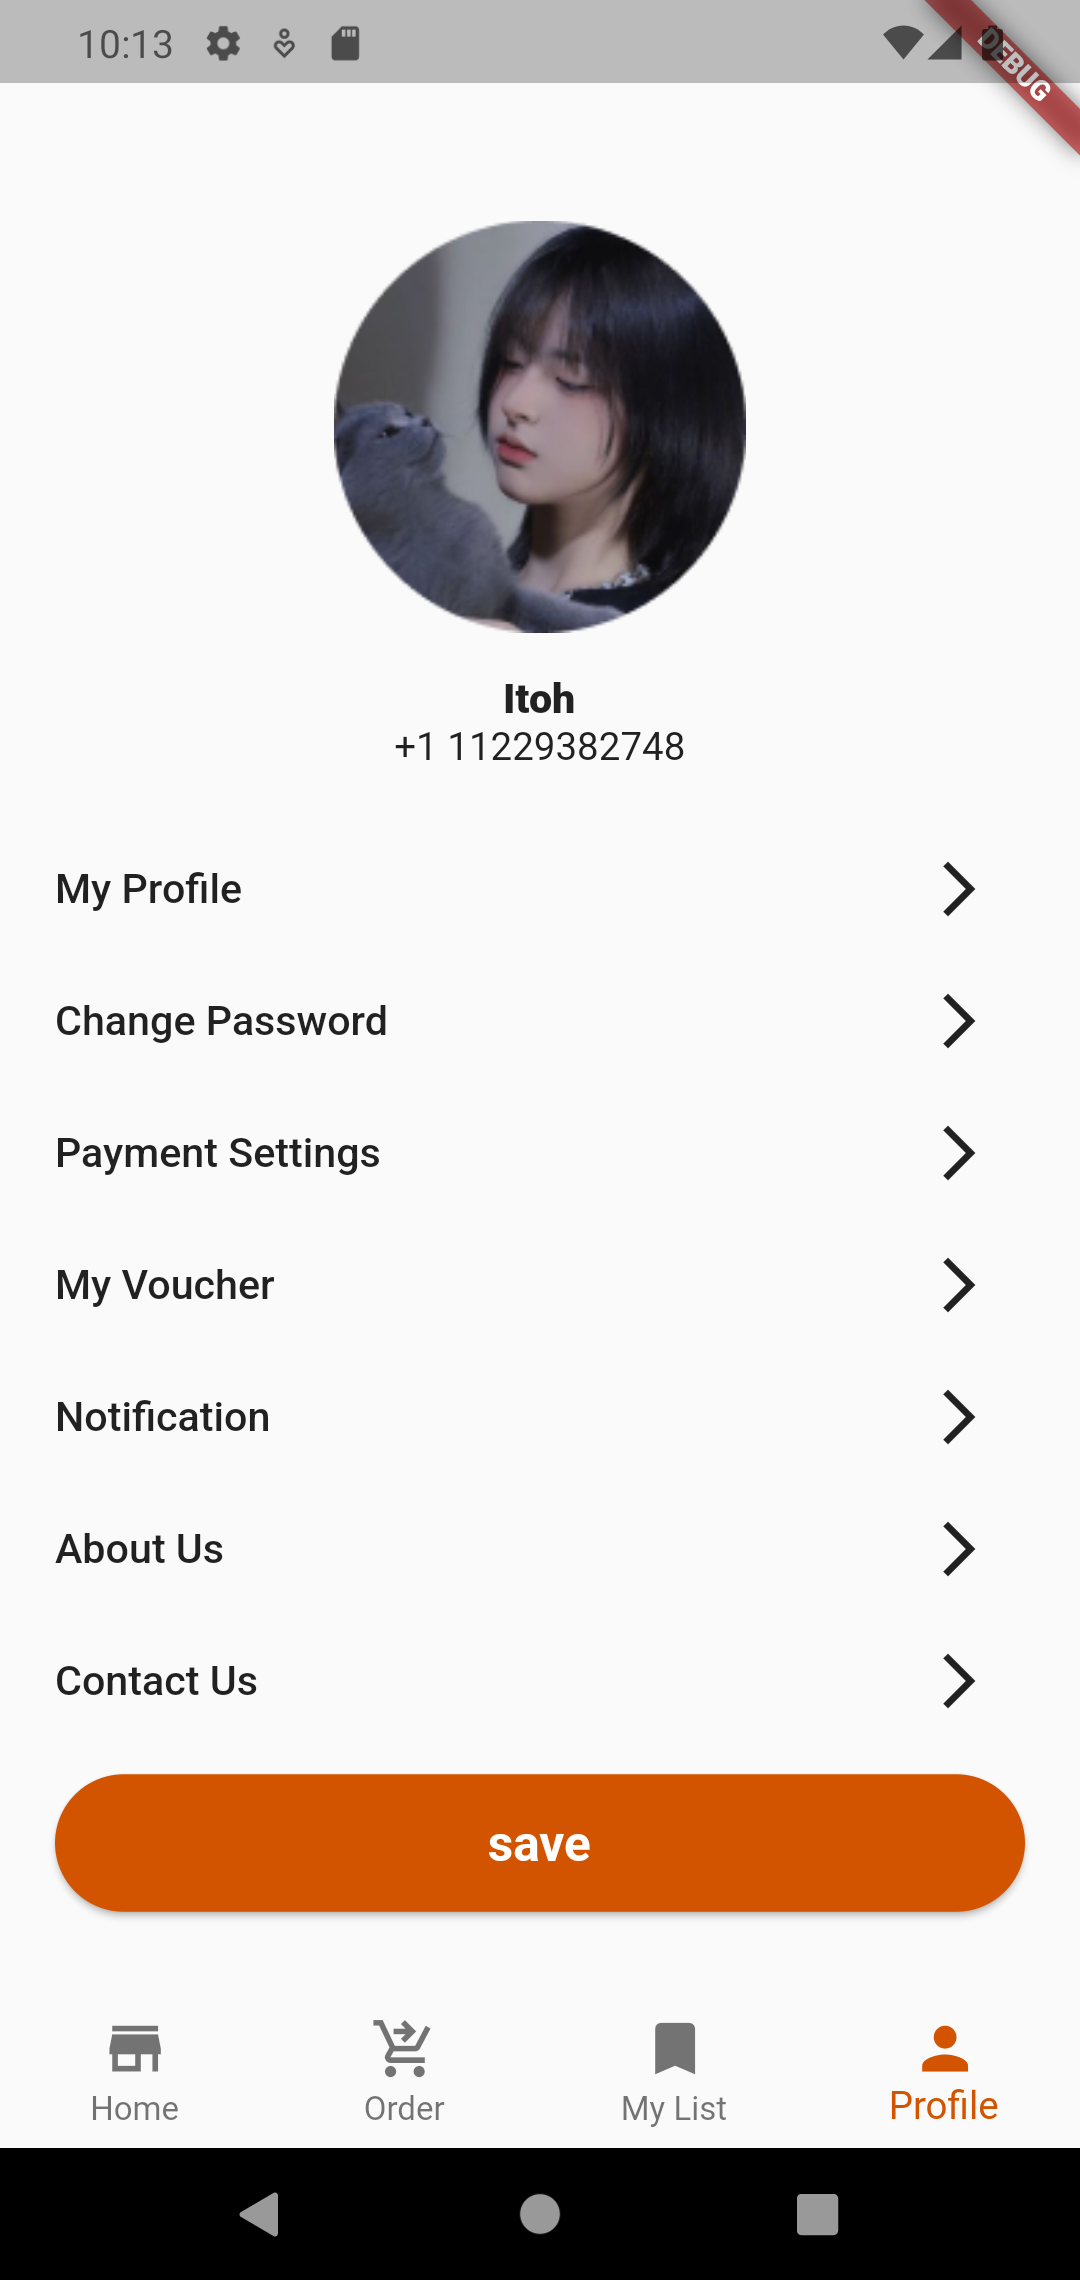 10:13
DEBUG
Itoh
+1 11229382748
My Profile
Change Password
Payment Settings
My Voucher
Notification
About Us
Contact Us
save
Home
Order
My List
Profile